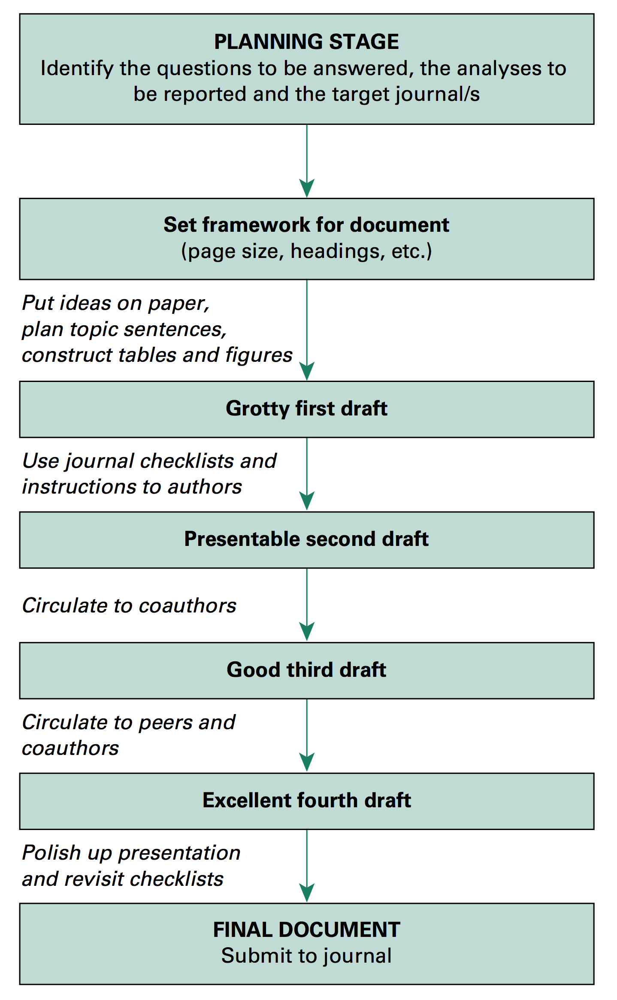 PLANNING STAGE
Identify the questions to be answered, the analyses to
be reported and the target journal/s
Set framework for document
(page size, headings, etc.)
Put ideas on paper,
plan topic sentences,
construct tables and figures
Grotty first draft
Use journal checklists and
instructions to authors
Presentable second draft
Circulate to coauthors
Good third draft
Circulate to peers and
coauthors
Excellent fourth draft
Polish up presentation
and revisit checklists
FINAL DOCUMENT
Submit to journal